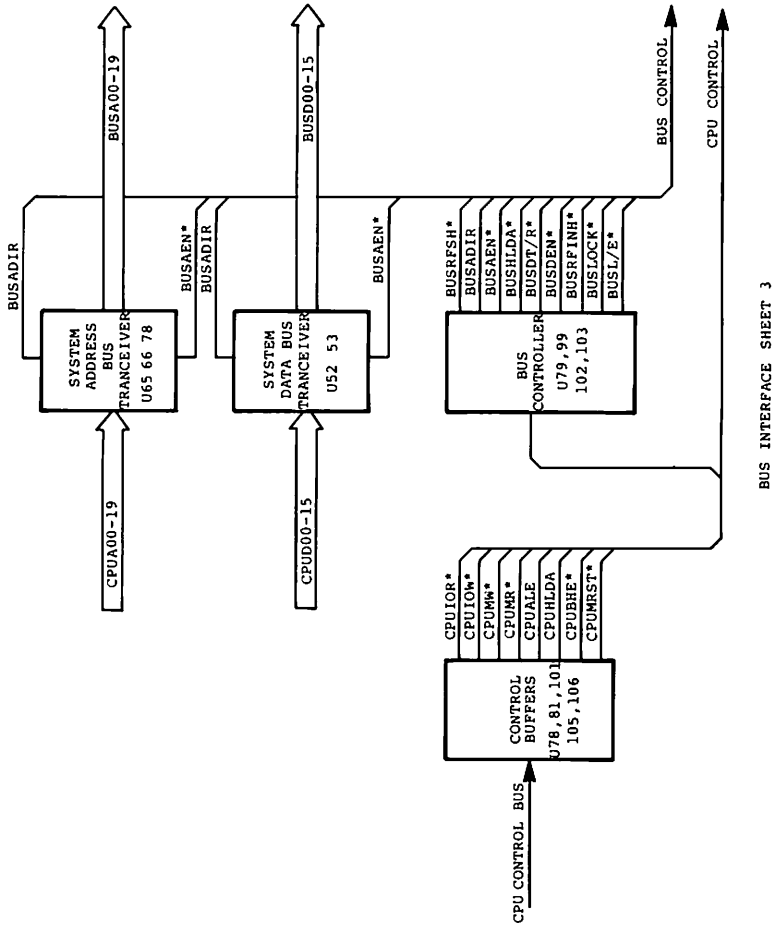 BUSADIR
CPUA00-19
SYSTEM
ADDRESS
BUS
TRANCEIVER
U65 66 78
BUSA00-19
BUSAEN*
BUSADIR
CPUD00-15
SYSTEM
DATA BUS
TRANCEIVER
U52 53
BUSD00-15
BUSAEN*
CPU CONTROL BUS
CONTROL
BUFFERS
U78,81,101
105,106
CPUIOR*
CPUIOW*
CPUMW*
CPUMR*
CPUALE
CPUHLDA
CPUBHE*
CPUMRST*
BUS
CONTROLLER
U79,99
102,103
BUSRFSH*
BUSADIR
BUSAEN*
BUSHLDA*
BUSDT/R*
BUSDEN*
BUSRFINH*
BUSLOCK*
BUSL/E*
BUS CONTROL
CPU CONTROL
BUS INTERFACE SHEET 3